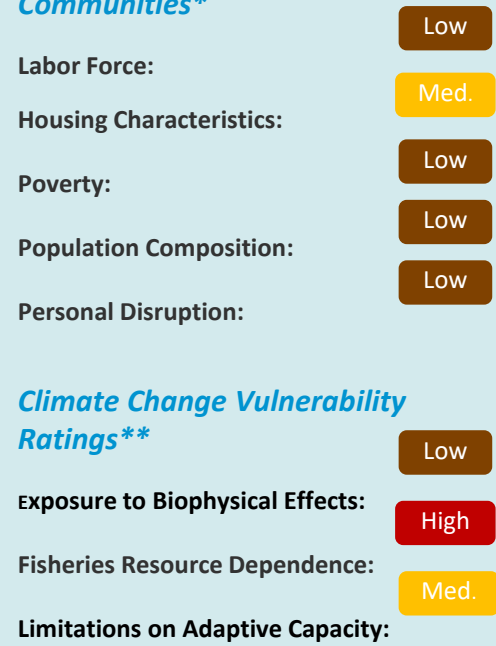 Communities*
Low
Labor Force:
Med.
Housing Characteristics:
Low
Poverty:
Low
Population Composition:
Low
Personal Disruption:
Climate Change Vulnerability
Ratings**
Low
Exposure to Biophysical Effects:
High
Fisheries Resource Dependence:
Med.
Limitations on Adaptive Capacity: